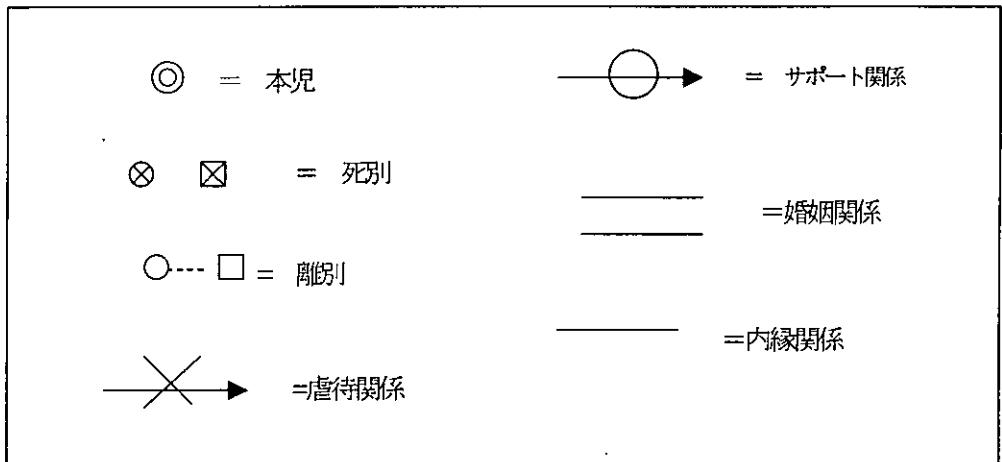 ＝ 本児
＝ 死別
＝ 離別
＝虐待関係
＝ サポート関係
＝婚姻関係
＝内縁関係